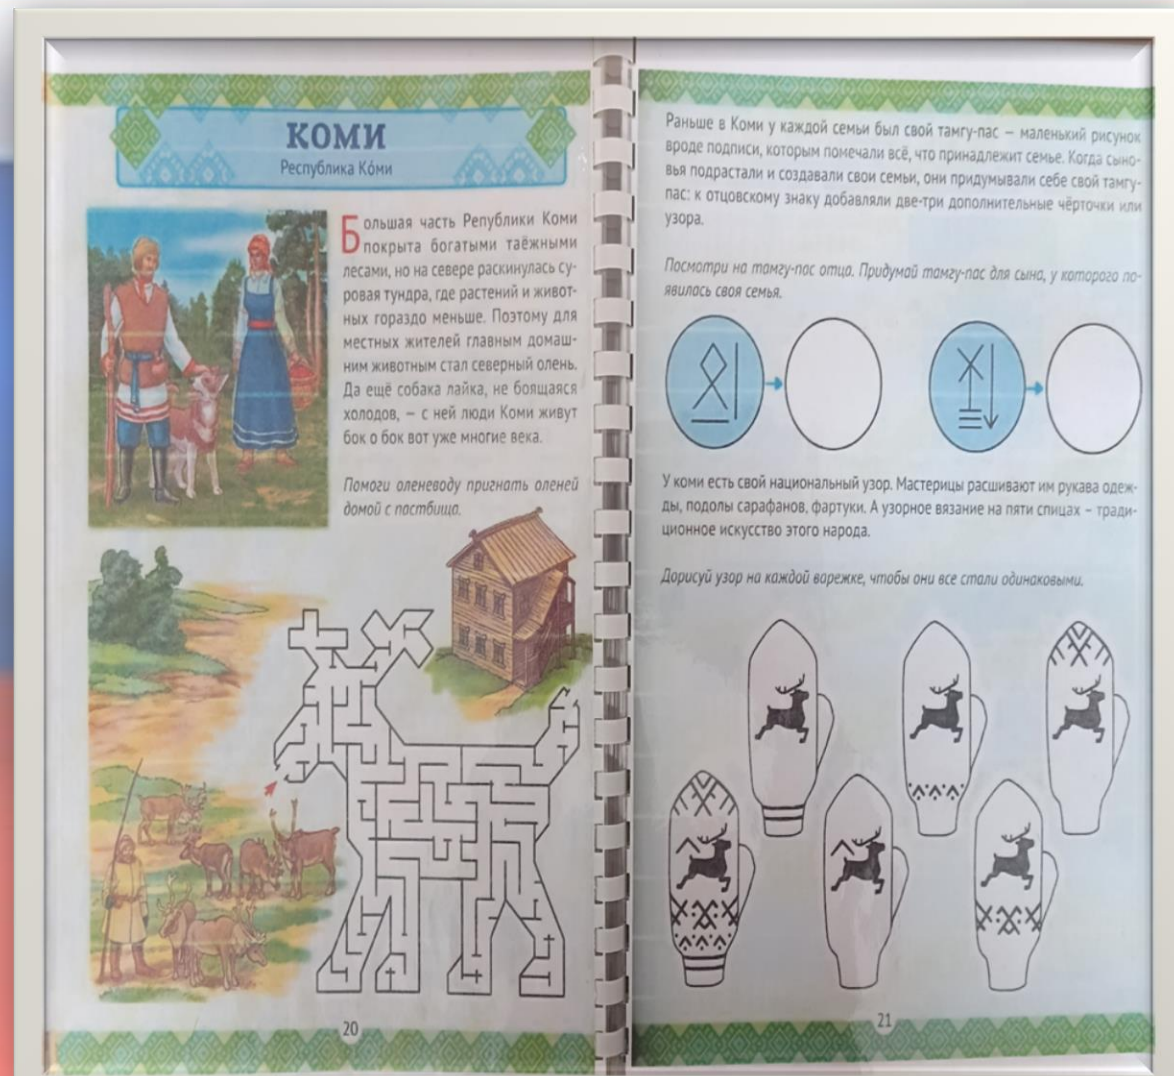 КОМИ
Республика Ко́ми
Большая часть Репулики Коми
покрыта богатыми таёжными
лесами, но на севере раскинулась су-
ровая тундра, где растений и живот-
ных гораздо меньше. Поэтому для
местных жителей главным домаш-
ним животным стал северный олень.
Да ещё собака лайка, не боящаяся
холодов, – с ней люди Коми живут
бок о бок вот уже многие века.
Помоги оленеводу пригнать оленей
домой с пастбища.
20
Раньше в Коми у каждой семьи был свой тамгу-пас – маленький рисунок
вроде подписи, которым помечали всё, что принадлежит семье. Когда сыно-
вья подрастали и создавали свои семьи, они придумывали себе свой тамгу-
пас: к отцовскому знаку добавляли две-три дополнительные чёрточки или
узора.
Посмотри на тамгу-пас отца. Придумай тамгу-пас для сына, у которого по-
явилась своя семья.
У коми есть свой национальный узор. Мастерицы расшивают им рукава одеж-
ды, подолы сарафанов, фартуки. А узорное вязание на пяти спицах – тради-
ционное искусство этого народа.
Дорисуй узор на каждой варежке, чтобы они все стали одинаковыми.
21